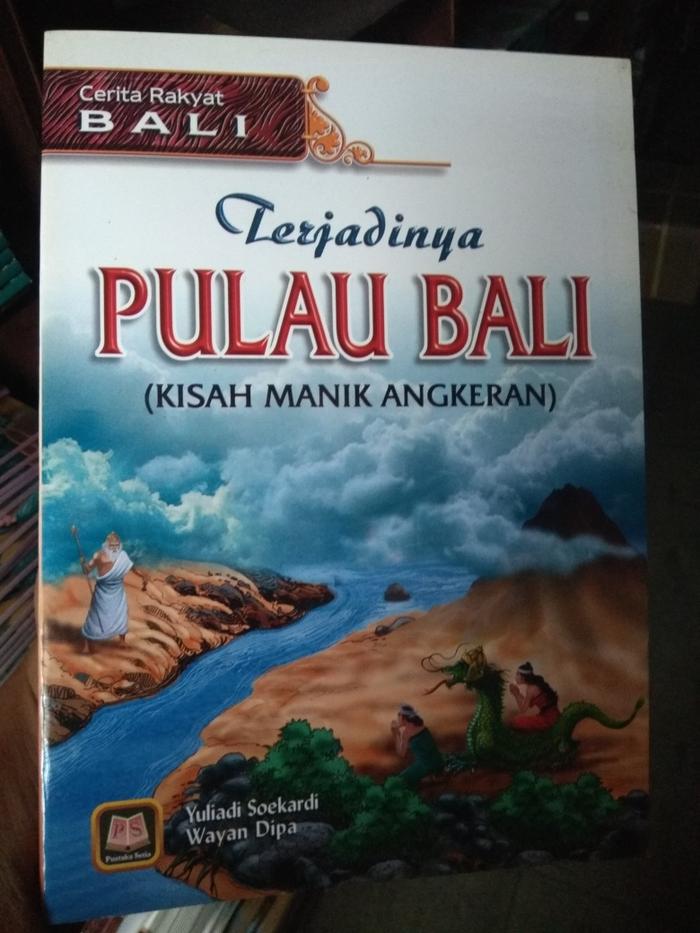 Cerita Rakyat
BALI
Terjadinya
PULAU BALI
(KISAH MANIK ANGKERAN)
Yuliadi Soekardi
Wayan Dipa
PS
Pustaka Setia